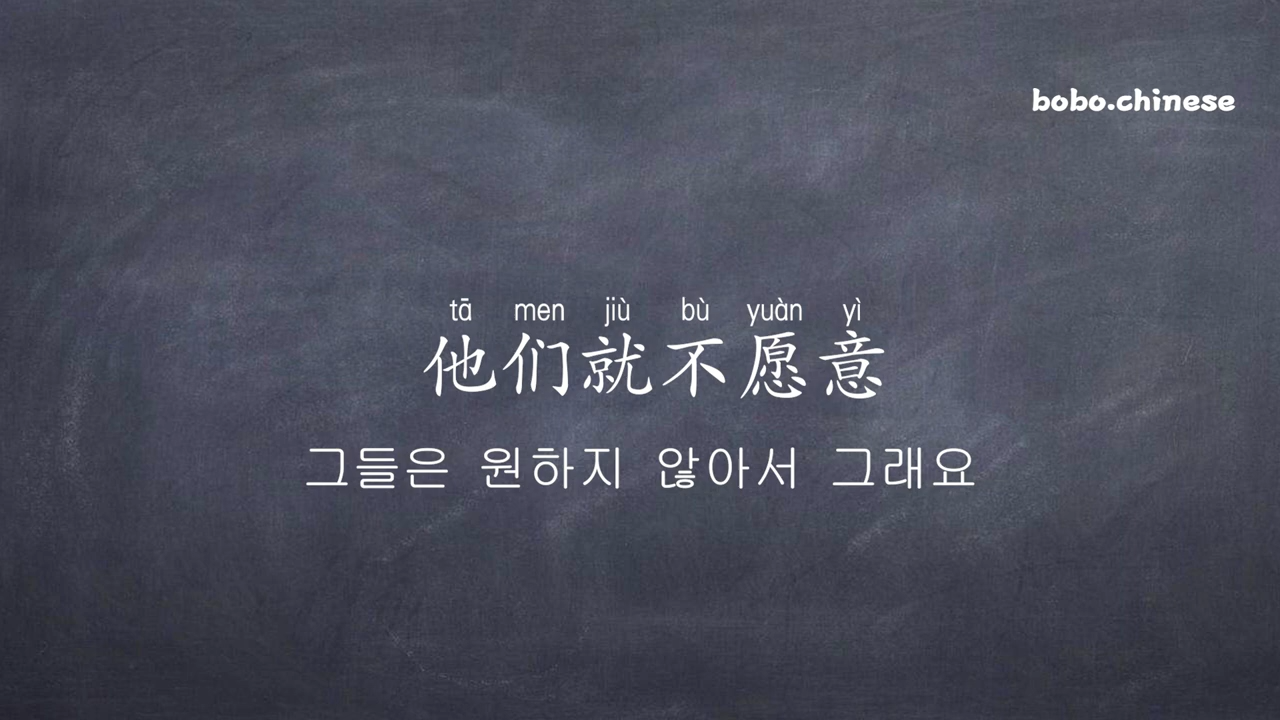 bobo.chinese
tā men jiù bù yuàn yì
他们就不愿意
그들은 원하지 않아서 그래요